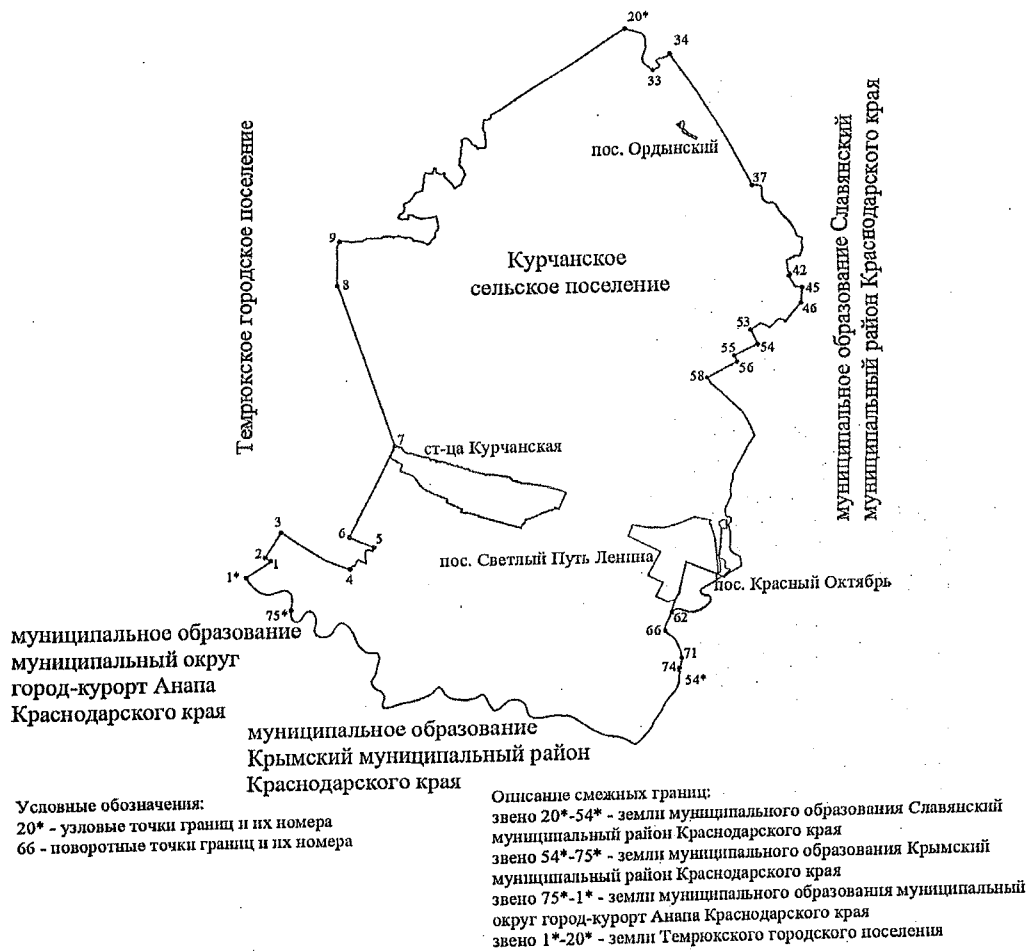 20*
34
33
пос. Ордынский
37
Темрюкское городское поселение
муниципальное образование Славянский
муниципальный район Краснодарского края
9
8
Курчанское
сельское поселение
42
45
46
53
54
55
56
58
7
ст-ца Курчанская
3
6
5
2
1
4
1*
75*
пос. Светлый Путь Ленина
пос. Красный Октябрь
62
66
71
74
54*
муниципальное образование
муниципальный округ
город-курорт Анапа
Краснодарского края
муниципальное образование
Крымский муниципальный район
Краснодарского края
Условные обозначения:
20* - узловые точки границ и их номера
66 - поворотные точки границ и их номера
Описание смежных границ:
звено 20*-54* - земли муниципального образования Славянский
муниципальный район Краснодарского края
звено 54*-75* - земли муниципального образования Крымский
муниципальный район Краснодарского края
звено 75*-1* - земли муниципального образования муниципальный
округ город-курорт Анапа Краснодарского края
звено 1*-20* - земли Темрюкского городского поселения